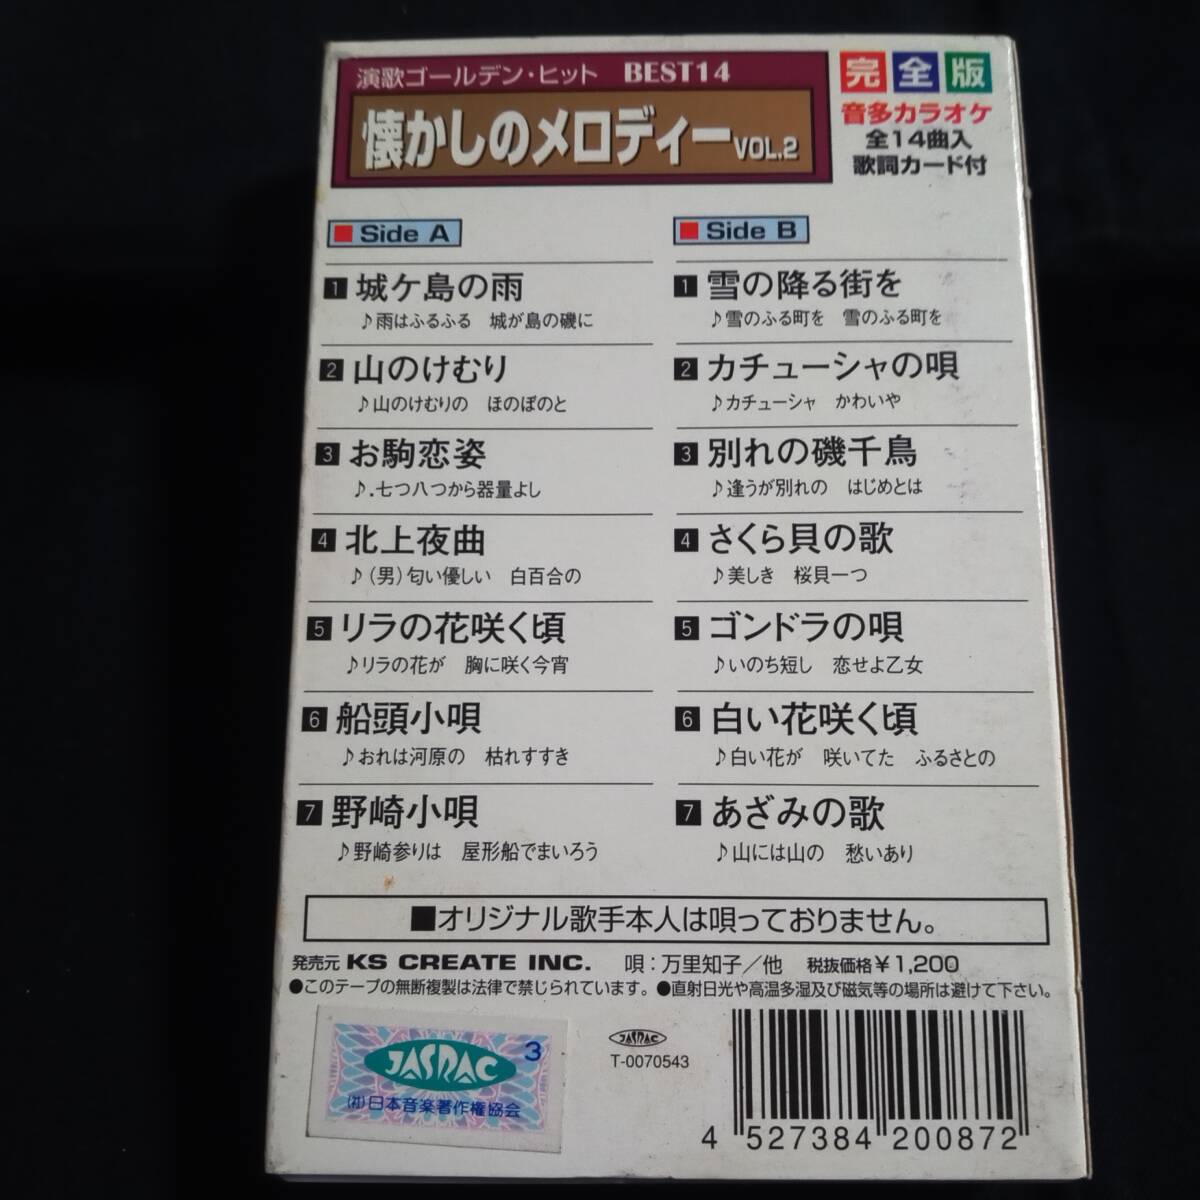 演歌ゴールデン・ヒット BEST14
懐かしのメロディーVOL.2
完全版
音多カラオケ
全14曲入
歌詞カード付
■ Side A
1 城ケ島の雨
♪雨はふるふる 城が島の磯に
2 山のけむり
♪山のけむりの ほのぼのと
3 お駒恋姿
♪.七つ八つから器量よし
4 北上夜曲
♪(男)匂い優しい 白百合の
5 リラの花咲く頃
♪リラの花が 胸に咲く今宵
6 船頭小唄
♪おれは河原の 枯れすすき
7 野崎小唄
♪野崎参りは 屋形船でまいろう
■ Side B
1 雪の降る街を
♪雪のふる町を 雪のふる町を
2 カチューシャの唄
♪カチューシャ かわいや
3 別れの磯千鳥
♪逢うが別れの はじめとは
4 さくら貝の歌
♪美しき 桜貝一つ
5 ゴンドラの唄
♪いのち短し 恋せよ乙女
6 白い花咲く頃
♪白い花が 咲いてた ふるさとの
7 あざみの歌
♪山には山の 愁いあり
■オリジナル歌手本人は唄っておりません。
発売元 KS CREATE INC. 唄:万里知子/他 税抜価格¥1,200
●このテープの無断複製は法律で禁じられています。 ●直射日光や高温多湿及び磁気等の場所は避けて下さい。
JASRAC 3
(社)日本音楽著作権協会
JASRAC
T-0070543
4 527384 200872